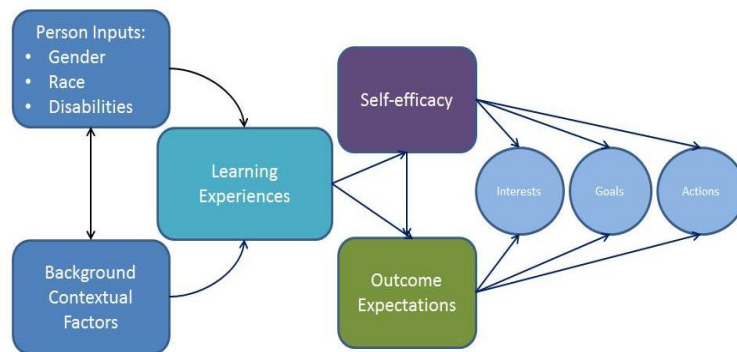 Person Inputs:
• Gender
• Race
• Disabilities
Background
Contextual
Factors
Learning
Experiences
Self-efficacy
Outcome
Expectations
Interests
Goals
Actions